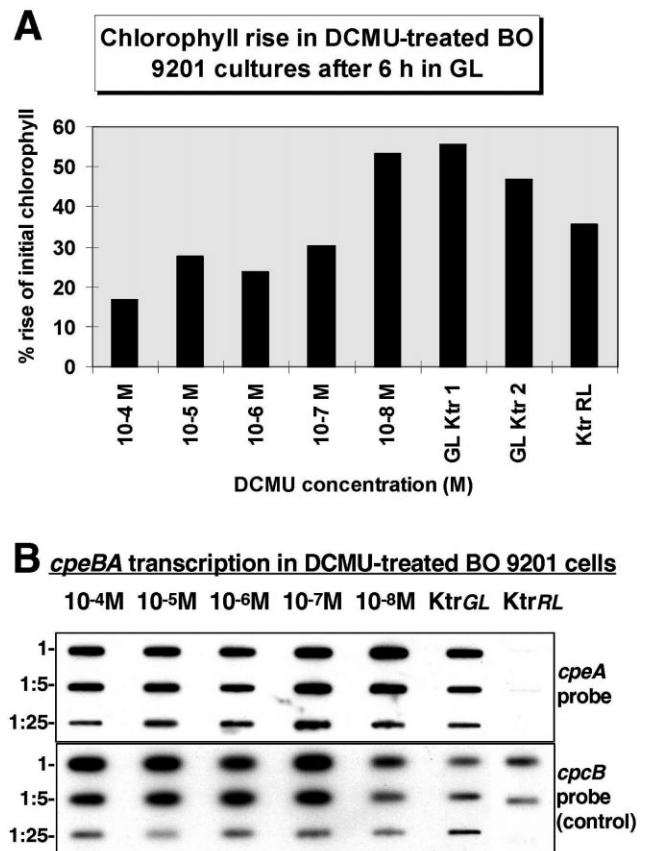 A
Chlorophyll rise in DCMU-treated BO
9201 cultures after 6 h in GL
% rise of initial chlorophyll
60
50
40
30
20
10
0
10-4 M
10-5 M
10-6 M
10-7 M
10-8 M
GL Ktr 1
GL Ktr 2
Ktr RL
DCMU concentration (M)
B cpeBA transcription in DCMU-treated BO 9201 cells
10-4M 10-5M 10-6M 10-7M 10-8M KtrGL KtrRL
1-
1:5-
1:25-
cpeA
probe
1-
1:5-
1:25-
cpcB
probe
(control)